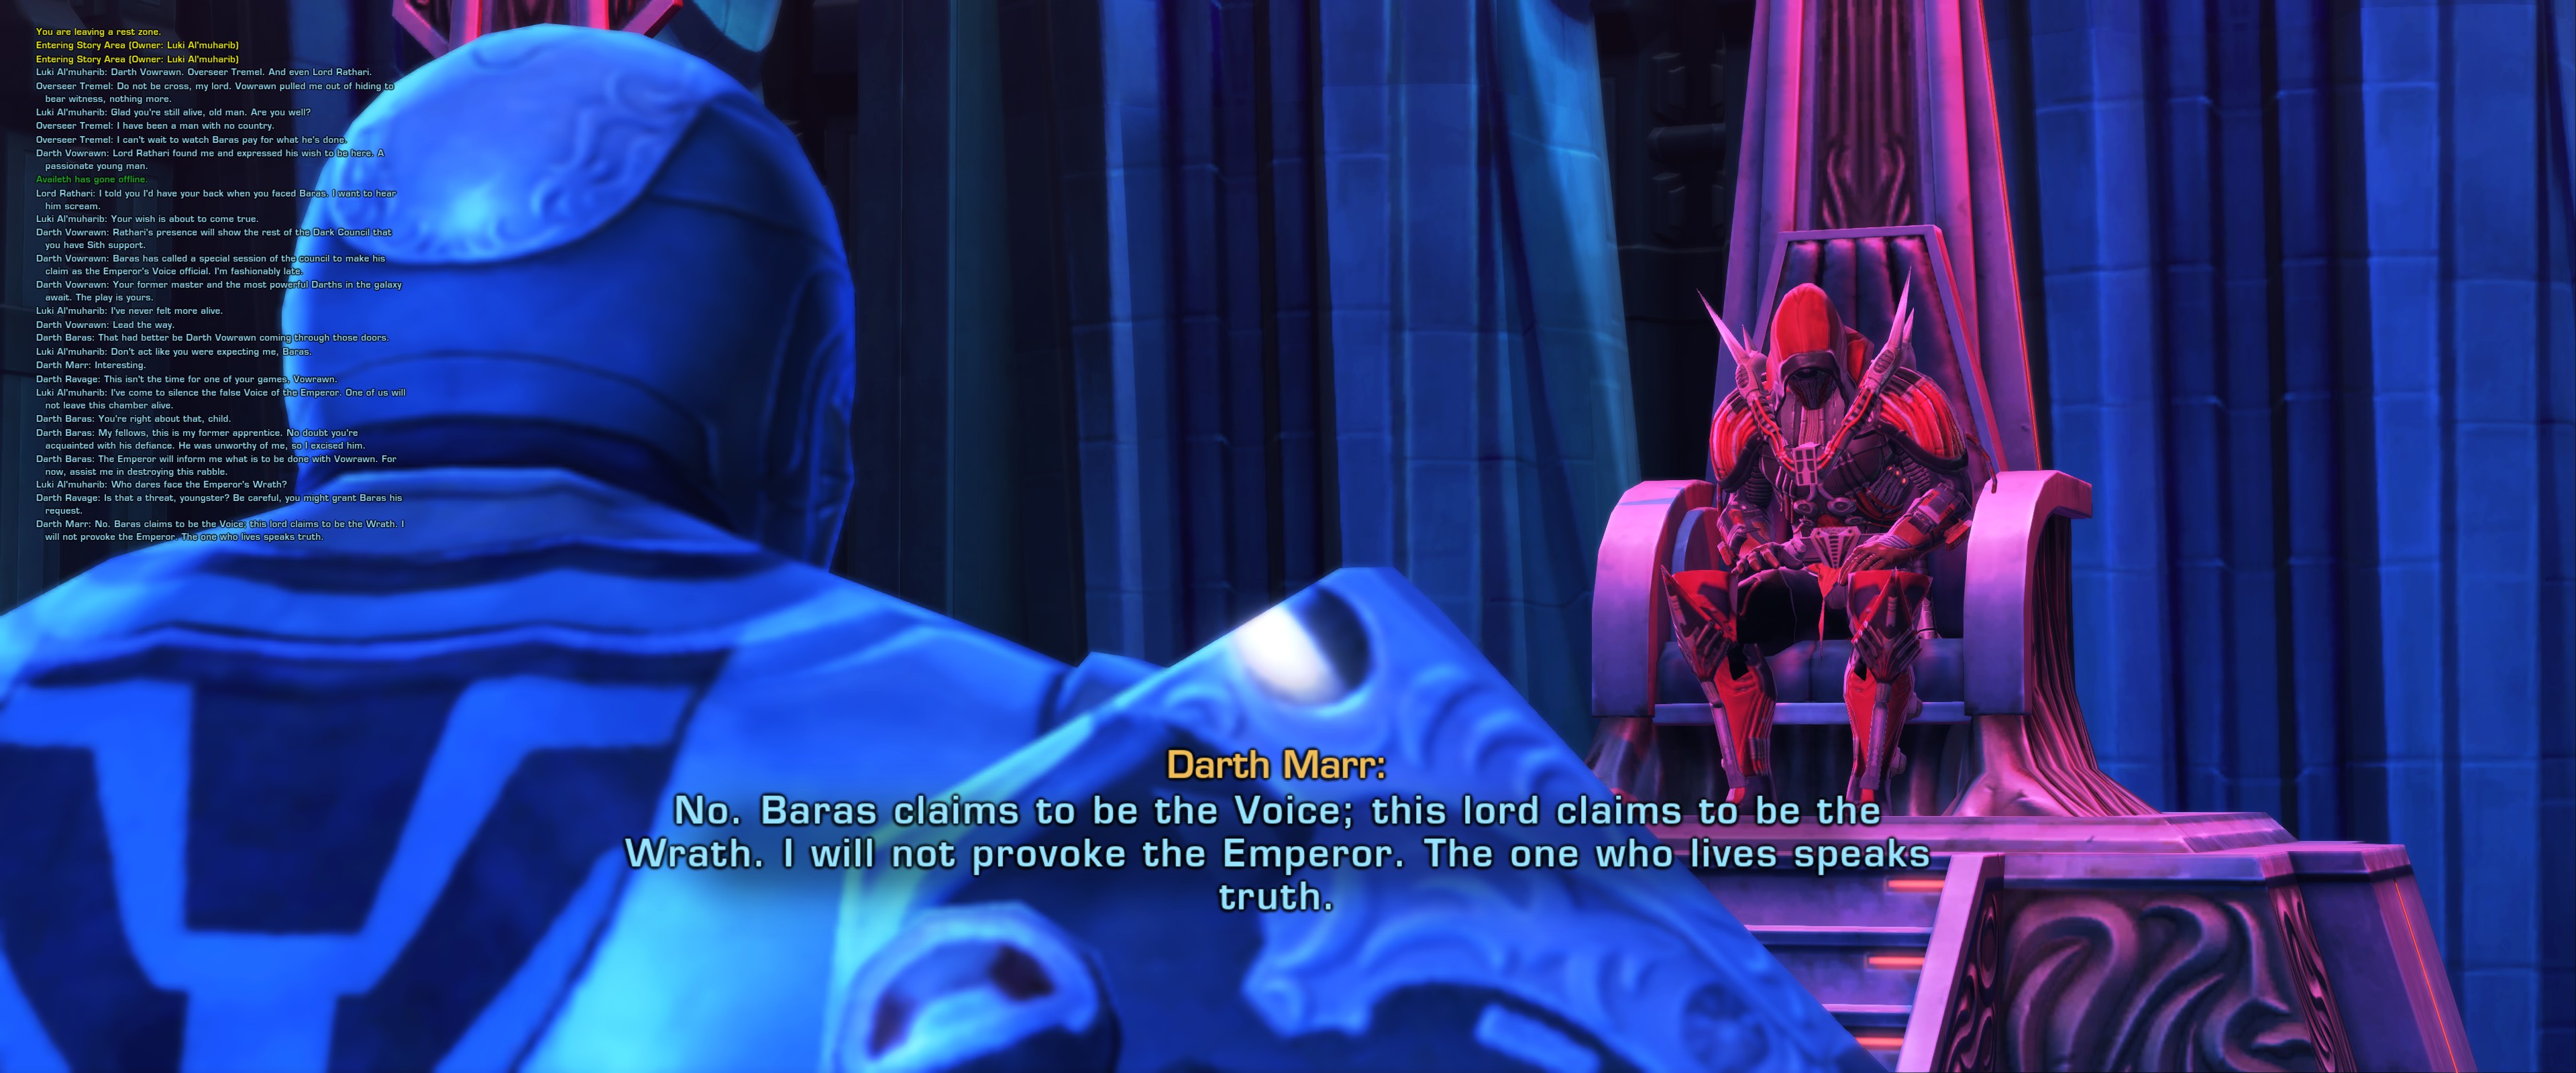 You are leaving a rest zone.
Entering Story Area (Owner: Luki Al'muharib)
Entering Story Area (Owner: Luki Al'muharib)
Luki Al'muharib: Darth Vowrawn. Overseer Tremel. And even Lord Rathari.
Overseer Tremel: Do not be cross, my lord. Vowrawn pulled me out of hiding to
bear witness, nothing more.
Luki Al'muharib: Glad you're still alive, old man. Are you well?
Overseer Tremel: I have been a man with no country.
Overseer Tremel: I can't wait to watch Baras pay for what he's done.
Darth Vowrawn: Lord Rathari found me and expressed his wish to be here. A
passionate young man.
Availeth has gone offline.
Lord Rathari: I told you I'd have your back when you faced Baras. I want to hear
him scream.
Luki Al'muharib: Your wish is about to come true.
Darth Vowrawn: Rathari's presence will show the rest of the Dark Council that
you have Sith support.
Darth Vowrawn: Baras has called a special session of the council to make his
claim as the Emperor's Voice official. I'm fashionably late.
Darth Vowrawn: Your former master and the most powerful Darths in the galaxy
await. The play is yours.
Luki Al'muharib: I've never felt more alive.
Darth Vowrawn: Lead the way.
Darth Baras: That had better be Darth Vowrawn coming through those doors.
Luki Al'muharib: Don't act like you were expecting me, Baras.
Darth Marr: Interesting.
Darth Ravage: This isn't the time for one of your games, Vowrawn.
Luki Al'muharib: I've come to silence the false Voice of the Emperor. One of us will
not leave this chamber alive.
Darth Baras: You're right about that, child.
Darth Baras: My fellows, this is my former apprentice. No doubt you're
acquainted with his defiance. He was unworthy of me, so I excised him.
Darth Baras: The Emperor will inform me what is to be done with Vowrawn. For
now, assist me in destroying this rabble.
Luki Al'muharib: Who dares face the Emperor's Wrath?
Darth Ravage: Is that a threat, youngster? Be careful, you might grant Baras his
request.
Darth Marr: No. Baras claims to be the Voice; this lord claims to be the Wrath. I
will not provoke the Emperor. The one who lives speaks truth.
Darth Marr:
No. Baras claims to be the Voice; this lord claims to be the
Wrath. I will not provoke the Emperor. The one who lives speaks
truth.